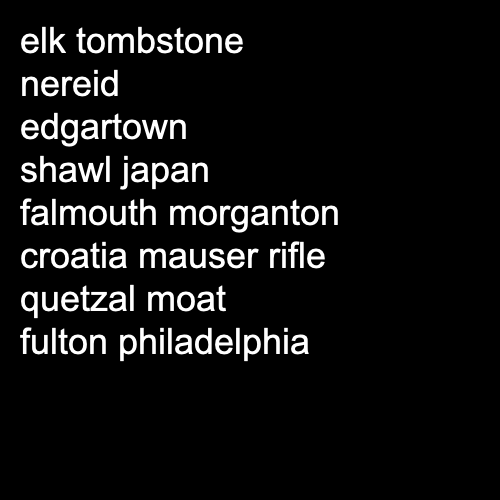 elk tombstone
nereid
edgartown
shawl japan
falmouth morganton
croatia mauser rifle
quetzal moat
fulton philadelphia